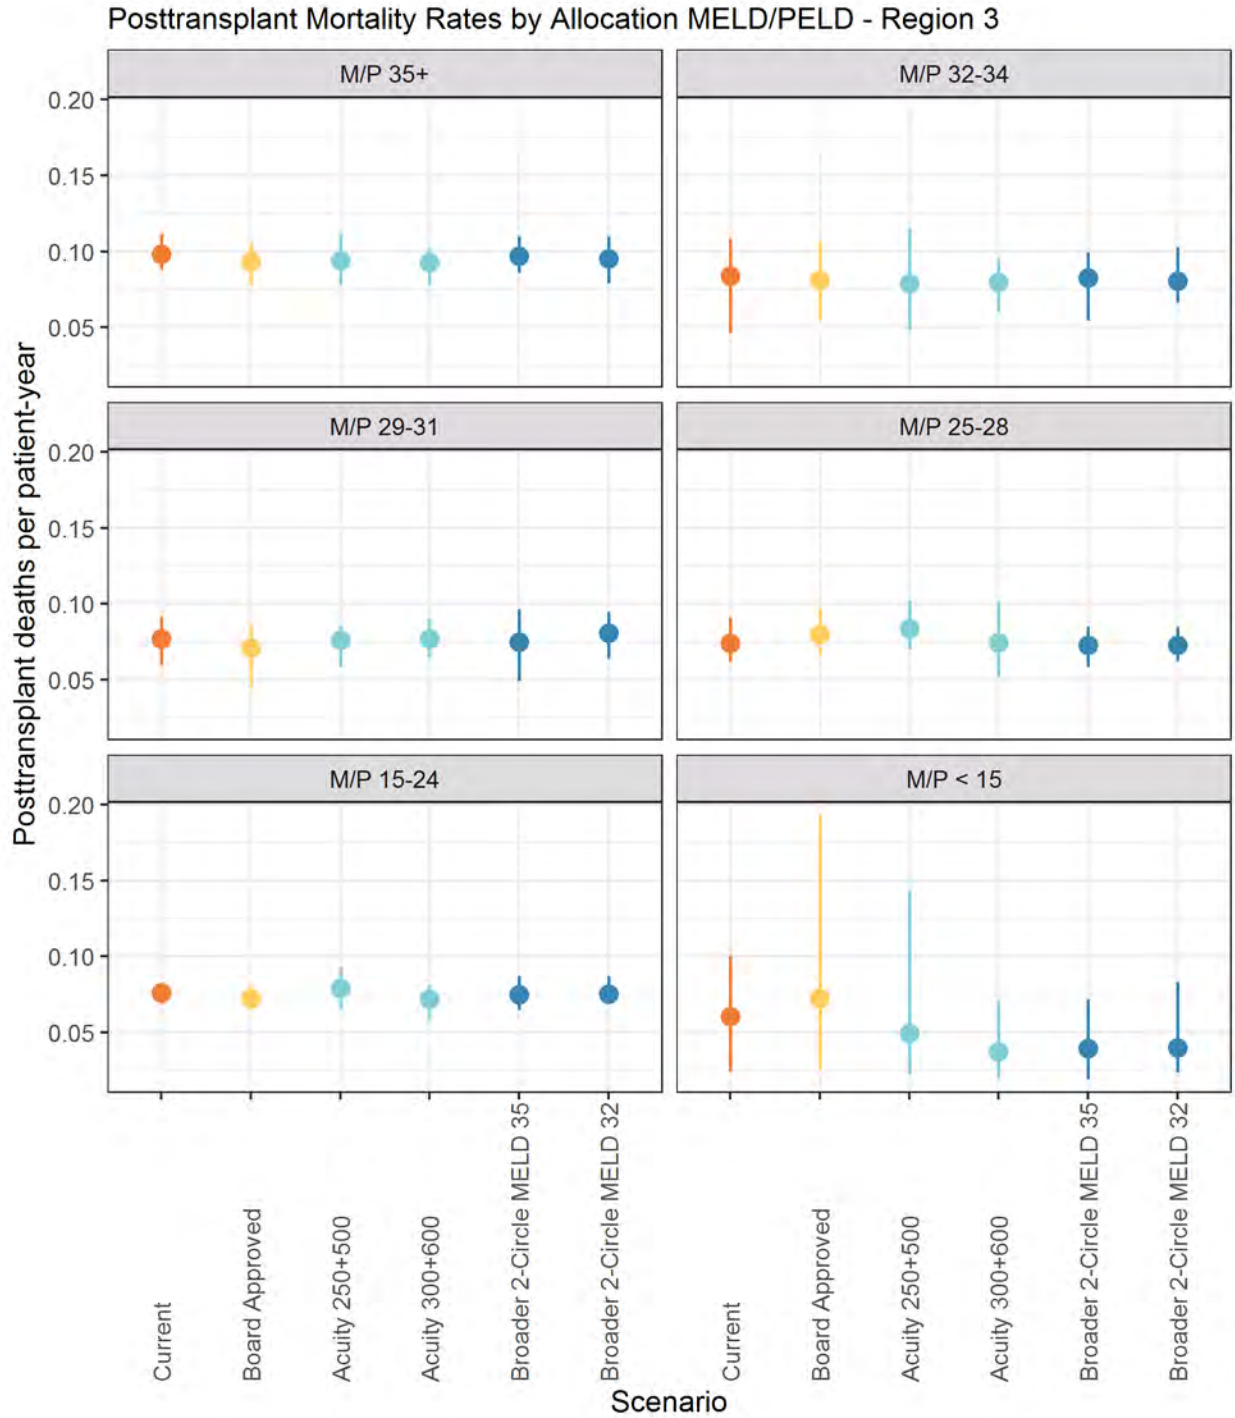 Posttransplant Mortality Rates by Allocation MELD/PELD - Region 3
M/P 35+
M/P 32-34
0.20
0.15
0.10
0.05
M/P 29-31
M/P 25-28
0.20
0.15
0.10
0.05
M/P 15-24
M/P < 15
0.20
0.15
0.10
0.05
Posttransplant deaths per patient-year
Current
Board Approved
Acuity 250+500
Acuity 300+600
Broader 2-Circle MELD 35
Broader 2-Circle MELD 32
Current
Board Approved
Acuity 250+500
Acuity 300+600
Broader 2-Circle MELD 35
Broader 2-Circle MELD 32
Scenario